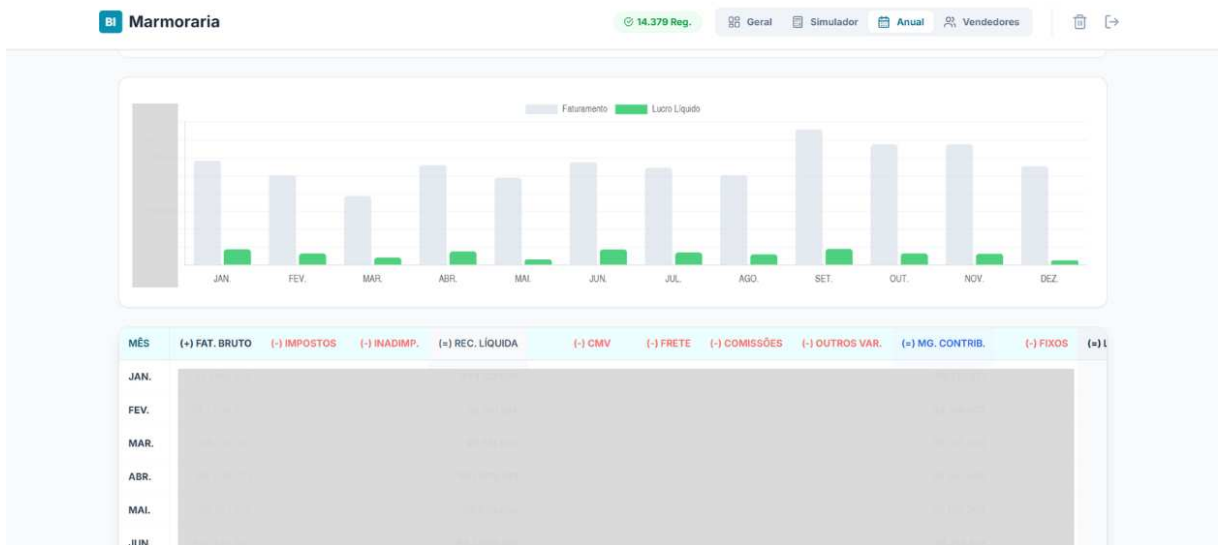 BI Marmoraria
14.379 Reg. Geral Simulador Anual Vendedores
Faturamento Lucro Líquido
JAN. FEV. MAR. ABR. MAI. JUN. JUL. AGO. SET. OUT. NOV. DEZ.
MÊS (+) FAT. BRUTO (-) IMPOSTOS (-) INADIMP. (=) REC. LÍQUIDA (-) CMV (-) FRETE (-) COMISSÕES (-) OUTROS VAR. (=) MG. CONTRIB. (-) FIXOS (=) L
JAN.
FEV.
MAR.
ABR.
MAI.
JUN.